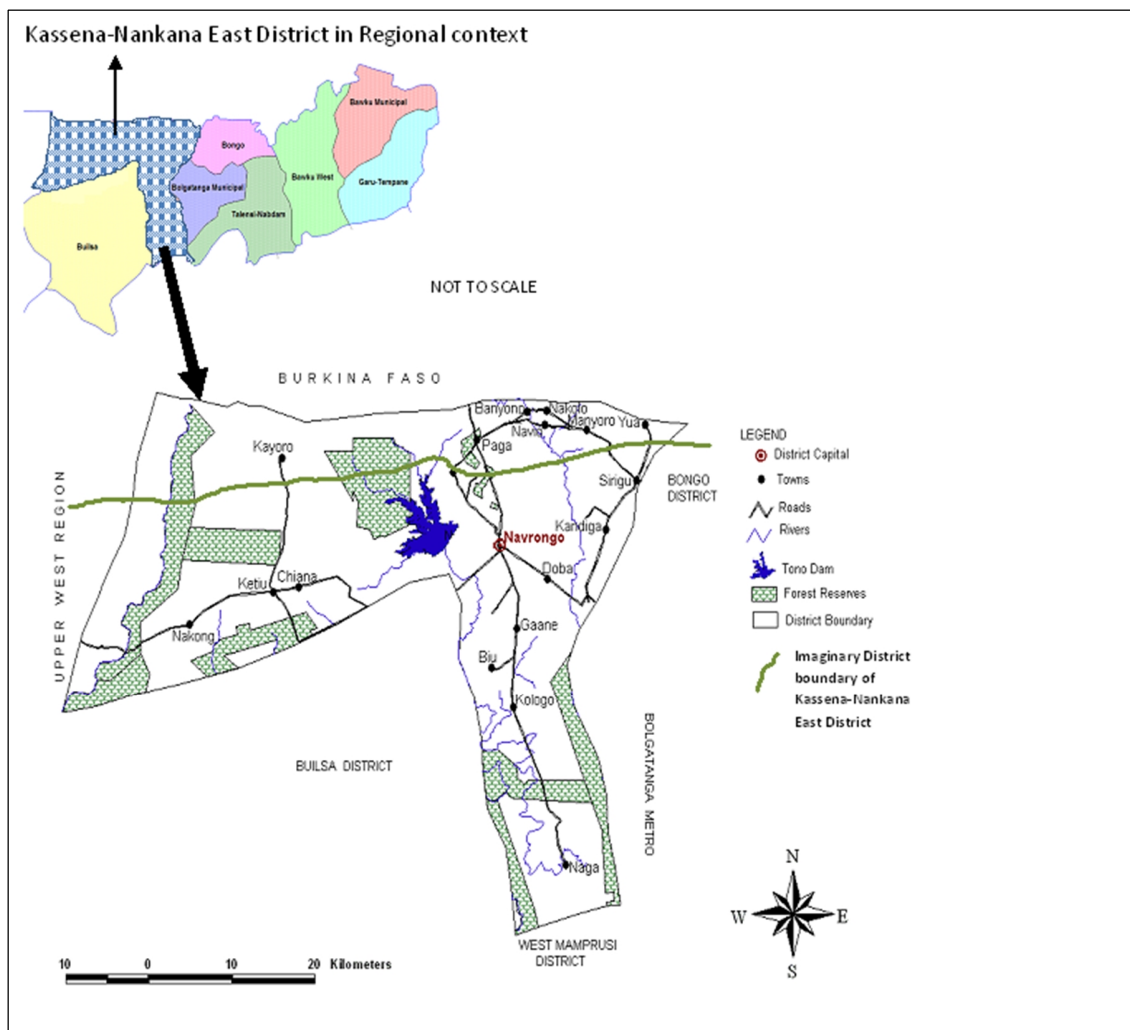 Kassena-Nankana East District in Regional context
Bawku Municipal
Bongo
Bawku West
Garu-Tempane
Bolgatanga Municipal
Talensi-Nabdam
Builsa
NOT TO SCALE
BURKINA FASO
Banyono
Nakolo
Navio
Manyoro
Yua
Paga
Kayoro
Sirigu
BONGO
DISTRICT
Kandiga
Navrongo
Doba
Ketiu
Chiana
Nakong
Gaane
Biu
Kologo
Naga
UPPER WEST REGION
BUILSA DISTRICT
BOLGATANGA METRO
WEST MAMPRUSI
DISTRICT
LEGEND
District Capital
Towns
Roads
Rivers
Tono Dam
Forest Reserves
District Boundary
Imaginary District
boundary of
Kassena-Nankana
East District
N
W
E
S
10 0 10 20 Kilometers